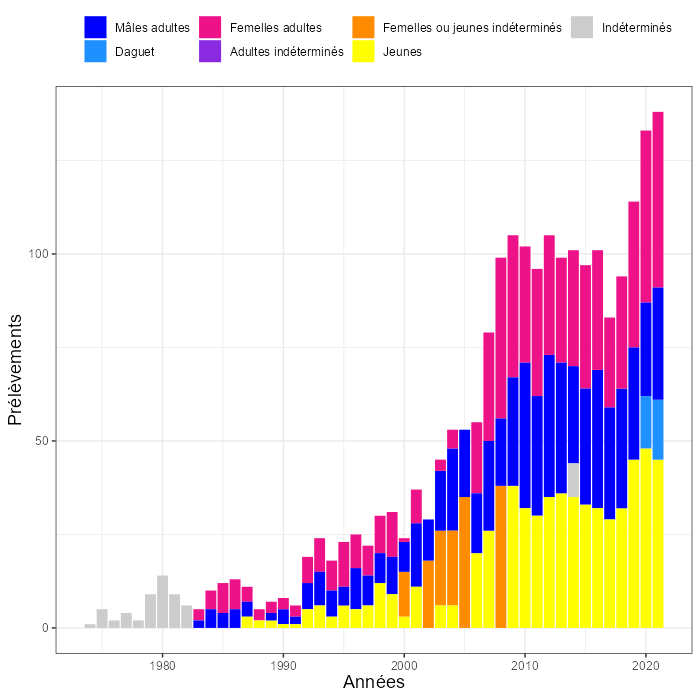 Mâles adultes Femelles adultes Femelles ou jeunes indéterminés Indéterminés
Daguet Adultes indéterminés Jeunes
100
50
0
Prélèvements
1980 1990 2000 2010 2020
Années